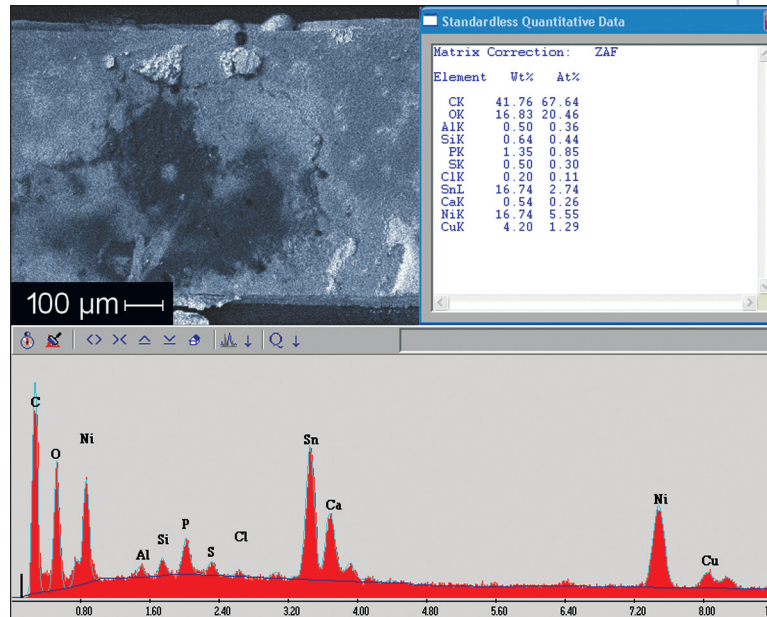 Standardless Quantitative Data
Matrix Correction: ZAF
Element Wt% At%
CK 41.76 67.64
OK 16.83 20.46
AlK 0.50 0.36
SiK 0.64 0.44
PK 1.35 0.85
SK 0.50 0.30
ClK 0.20 0.11
SnL 16.74 2.74
CaK 0.54 0.26
NiK 16.74 5.55
CuK 4.20 1.29
100 µm
Q
C
O
Ni
Al
Si
P
S
Cl
Sn
Ca
Ni
Cu
0.80 1.60 2.40 3.20 4.00 4.80 5.60 6.40 7.20 8.00